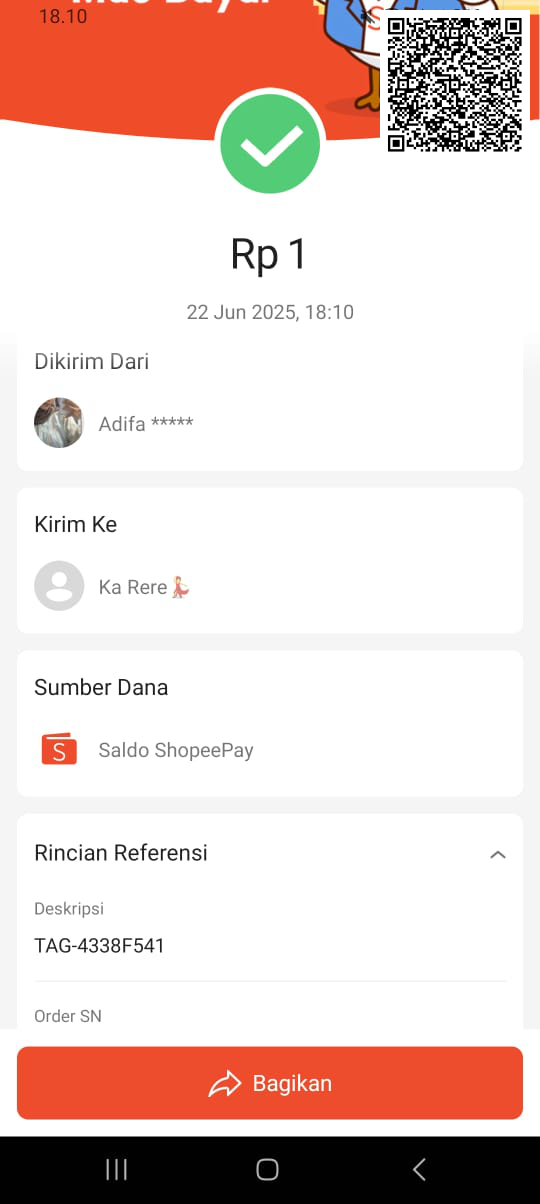 18.10
Rp 1
22 Jun 2025, 18:10
Dikirim Dari
Adifa *****
Kirim Ke
Ka Rere💃
Sumber Dana
S
Saldo ShopeePay
Rincian Referensi
Deskripsi
TAG-4338F541
Order SN
Bagikan